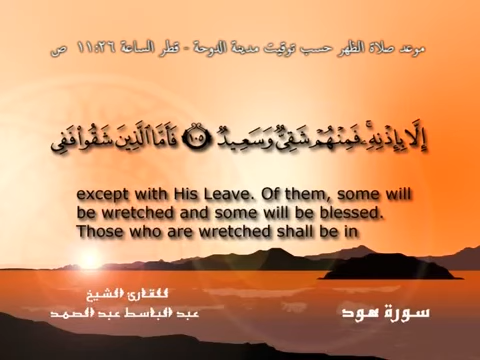 موعد صلاة الظهر حسب توقيت مدينة الدوحة - قطر الساعة ١١:٢٦ ص
إِلَّا بِإِذْنِهِۦ ۚ فَمِنْهُمْ شَقِىٌّ وَسَعِيدٌ ﴿١٠٥﴾ فَأَمَّا ٱلَّذِينَ شَقُوا۟ فَفِى
except with His Leave. Of them, some will
be wretched and some will be blessed.
Those who are wretched shall be in
للقارئ الشيخ
عبد الباسط عبد الصمد
سورة هود